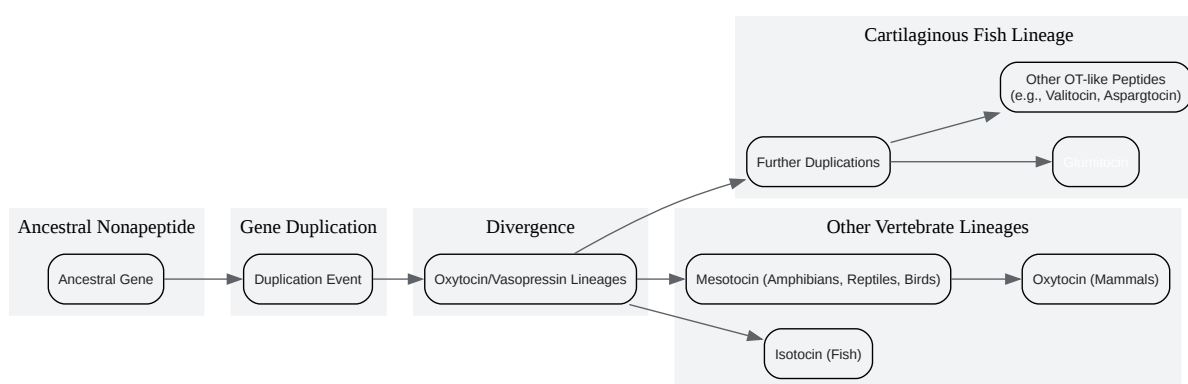 Cartilaginous Fish Lineage
Other OT-like Peptides
(e.g., Valitocin, Aspargtocin)
Further Duplications
Glumitocin
Ancestral Nonapeptide
Gene Duplication
Divergence
Other Vertebrate Lineages
Ancestral Gene
Duplication Event
Oxytocin/Vasopressin Lineages
Mesotocin (Amphibians, Reptiles, Birds)
Oxytocin (Mammals)
Isotocin (Fish)